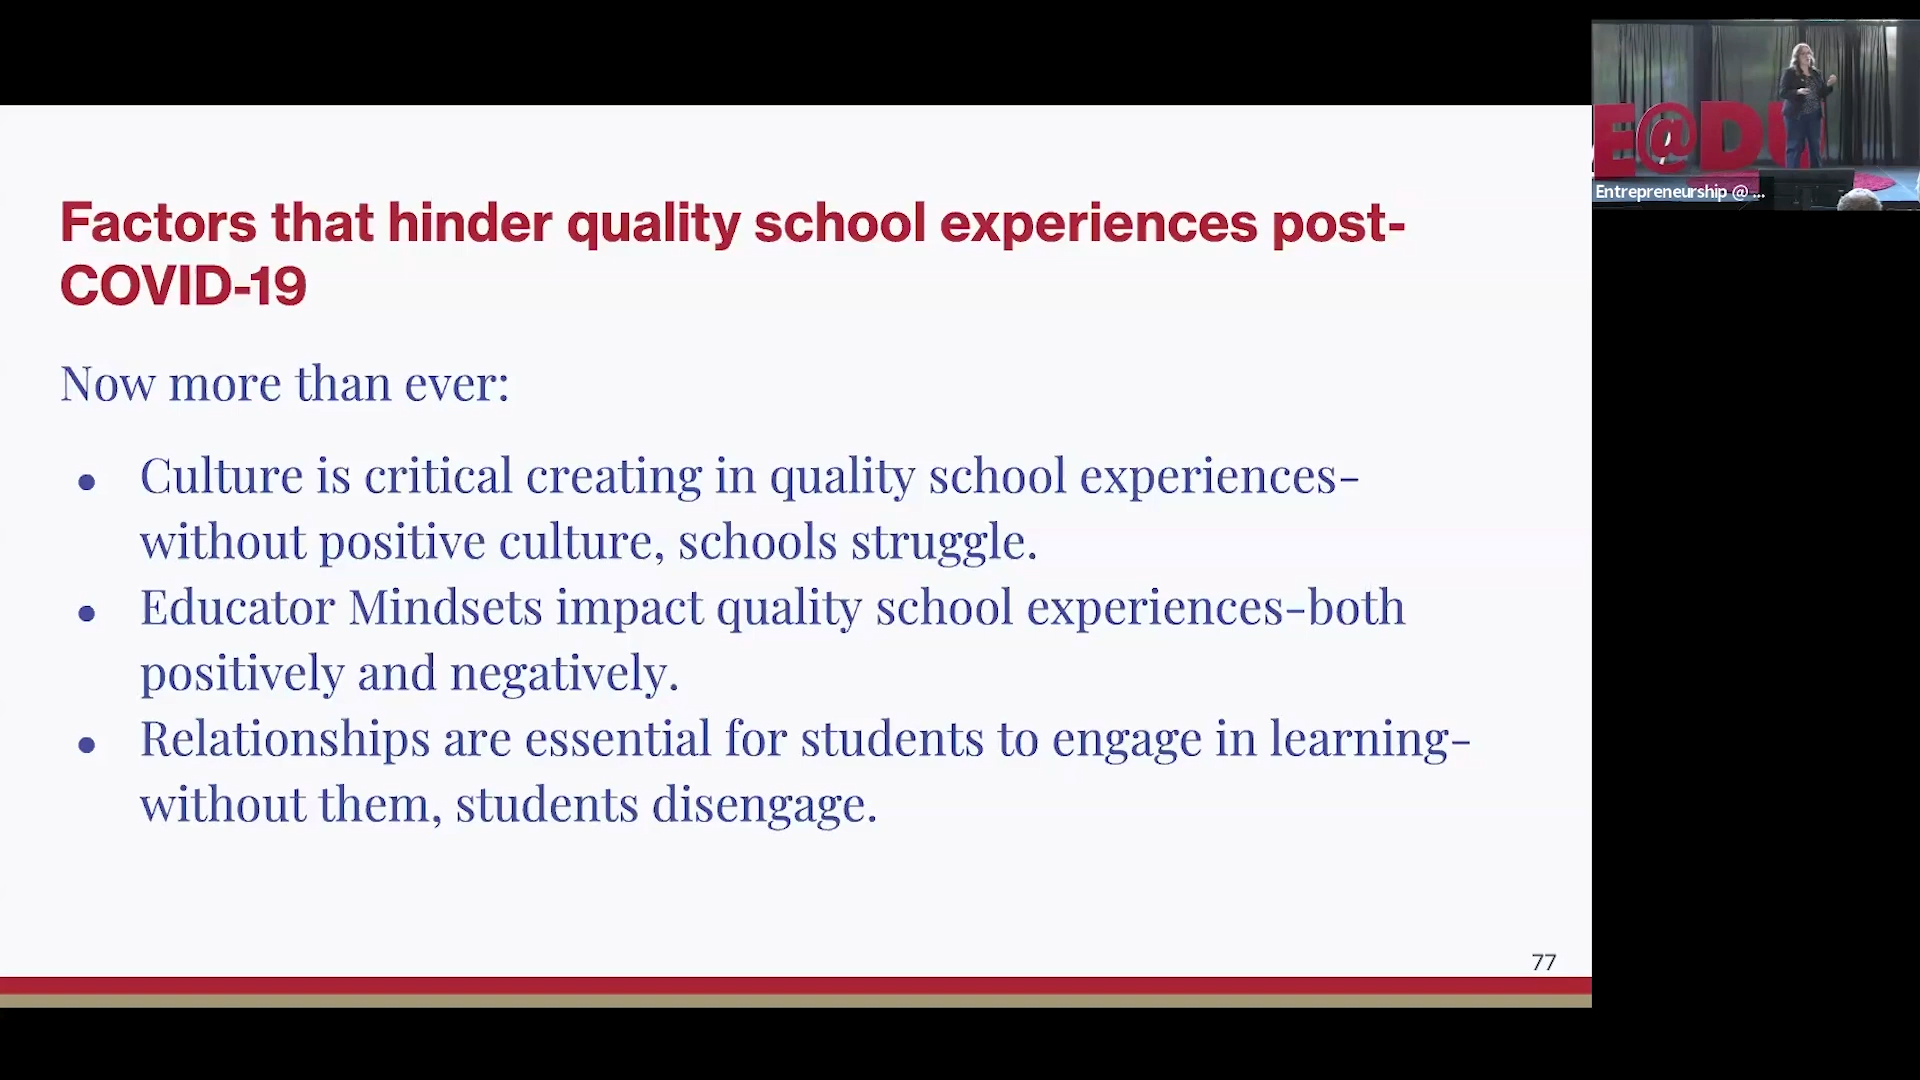 Factors that hinder quality school experiences post-
COVID-19
Now more than ever:
• Culture is critical creating in quality school experiences-
without positive culture, schools struggle.
• Educator Mindsets impact quality school experiences-both
positively and negatively.
• Relationships are essential for students to engage in learning-
without them, students disengage.
77
E@DU
Entrepreneurship @ ...